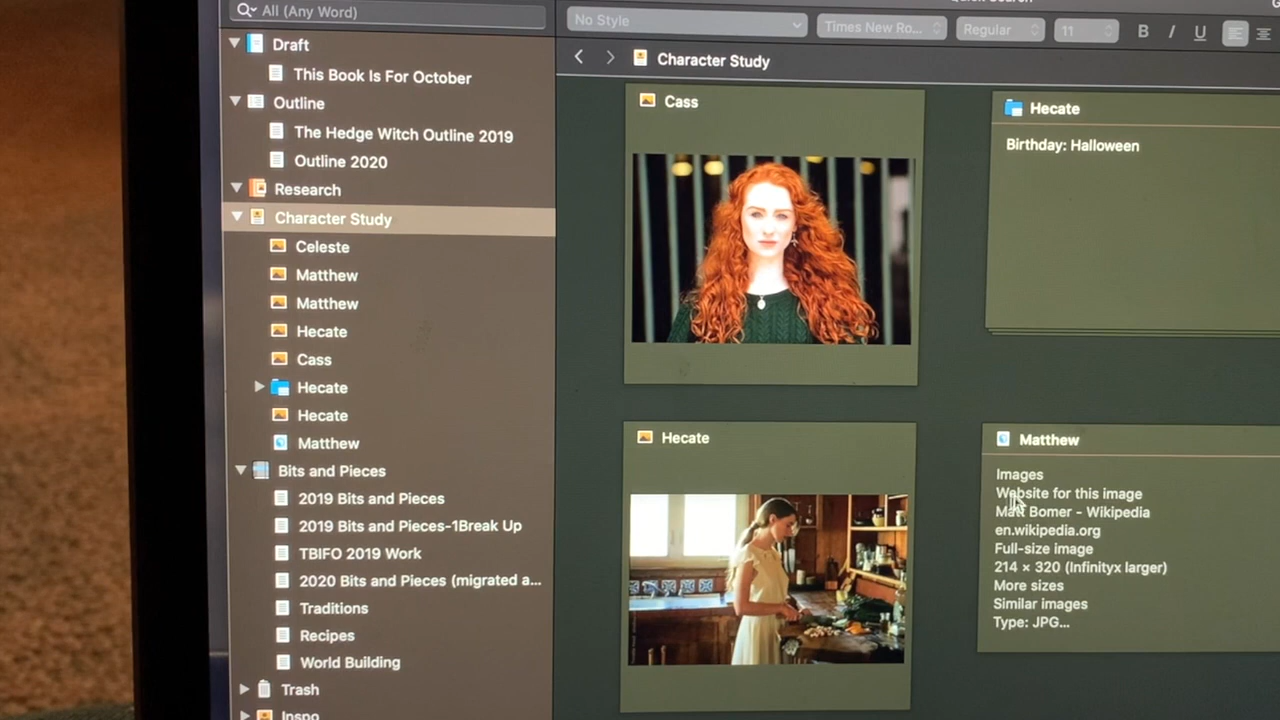 Quick Search
All (Any Word)
No Style
Times New Ro...
Regular
11
B
I
U
Draft
This Book Is For October
Outline
The Hedge Witch Outline 2019
Outline 2020
Research
Character Study
Celeste
Matthew
Matthew
Hecate
Cass
Hecate
Hecate
Matthew
Bits and Pieces
2019 Bits and Pieces
2019 Bits and Pieces-1Break Up
TBIFO 2019 Work
2020 Bits and Pieces (migrated a...
Traditions
Recipes
World Building
Trash
Inspo
Character Study
Cass
Hecate
Birthday: Halloween
Hecate
Matthew
Images
Website for this image
Matt Bomer - Wikipedia
en.wikipedia.org
Full-size image
214 × 320 (Infinityx larger)
More sizes
Similar images
Type: JPG...